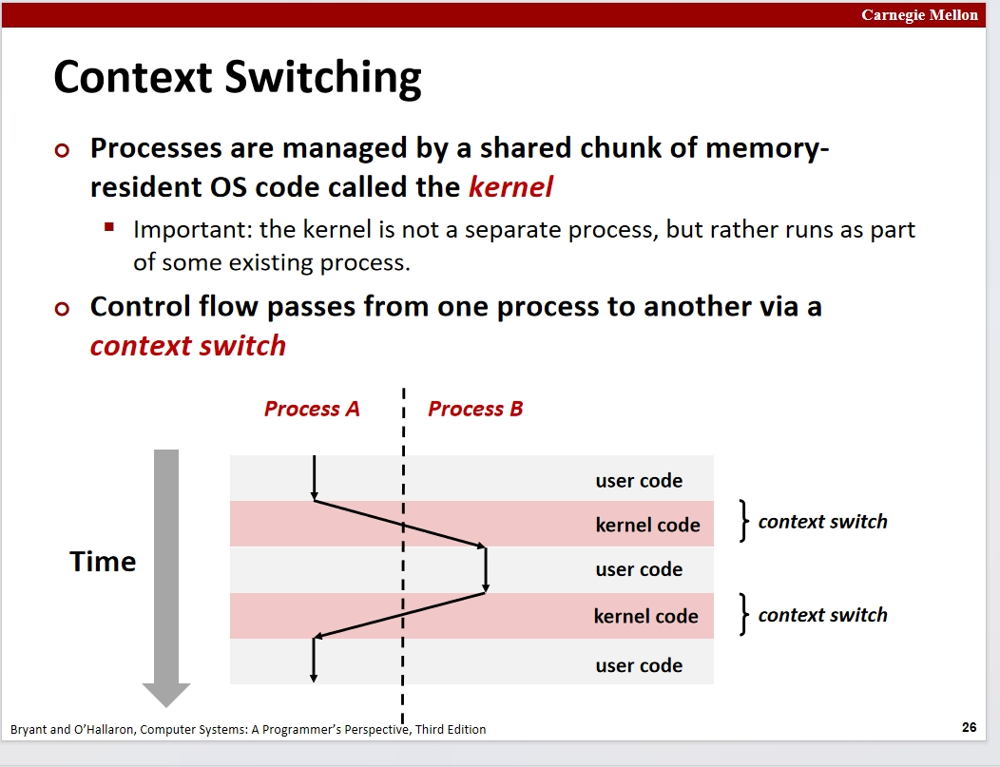 Carnegie Mellon
Context Switching
Processes are managed by a shared chunk of memory-
resident OS code called the kernel
Important: the kernel is not a separate process, but rather runs as part
of some existing process.
Control flow passes from one process to another via a
context switch
Process A
Process B
user code
kernel code
context switch
Time
user code
kernel code
context switch
user code
Bryant and O’Hallaron, Computer Systems: A Programmer’s Perspective, Third Edition
26